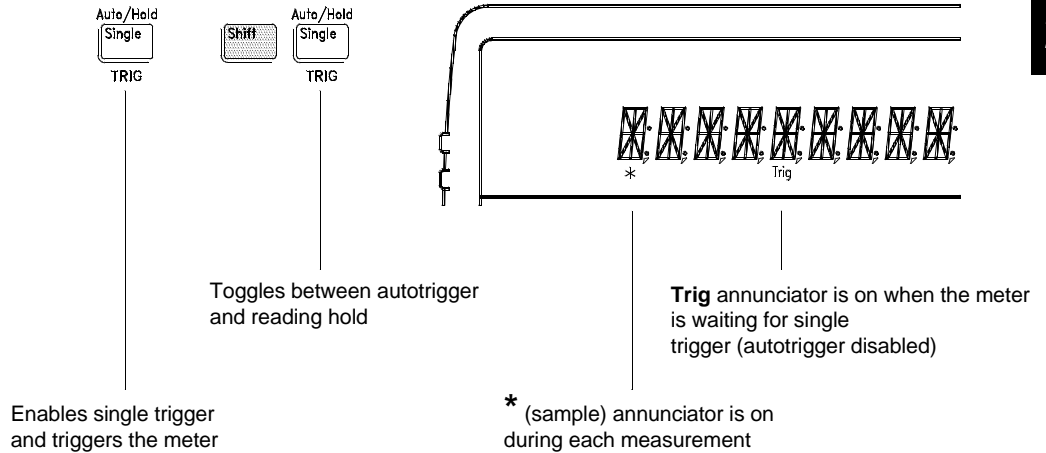 Auto/Hold
Single
TRIG
Shift
Auto/Hold
Single
TRIG
*
Trig
Toggles between autotrigger
and reading hold
Trig annunciator is on when the meter
is waiting for single
trigger (autotrigger disabled)
Enables single trigger
and triggers the meter
* (sample) annunciator is on
during each measurement